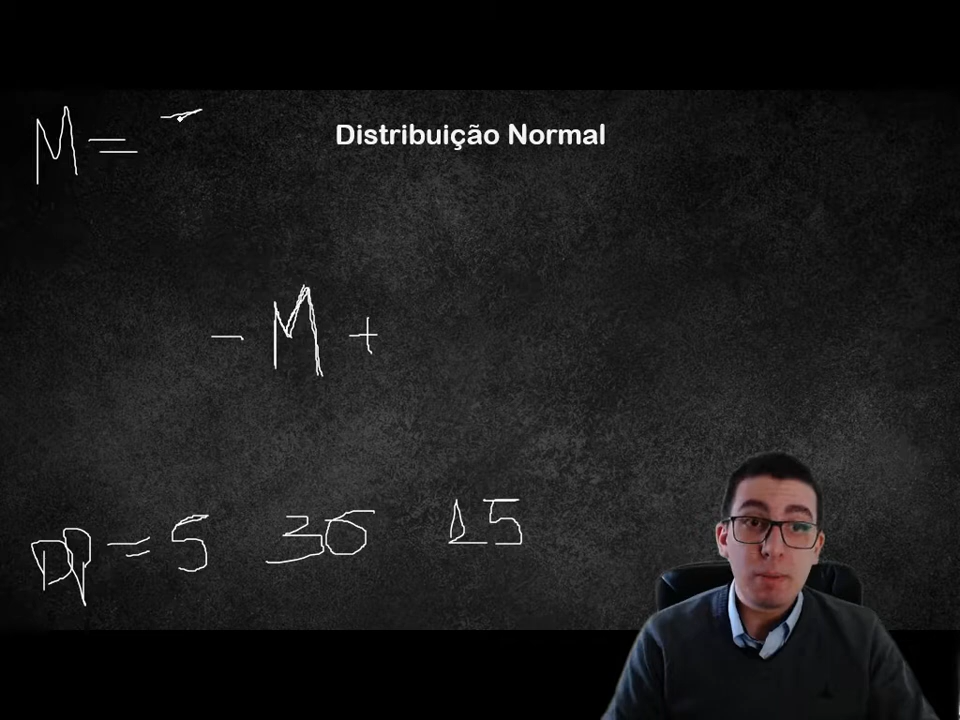 M =
Distribuição Normal
- M +
DP = 5 30 15